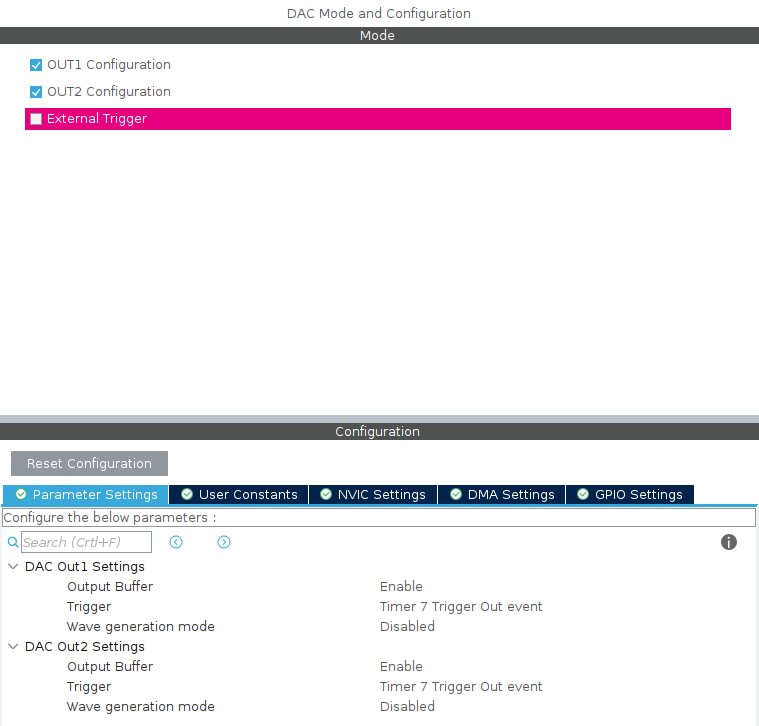 DAC Mode and Configuration
Mode
OUT1 Configuration
OUT2 Configuration
External Trigger
Configuration
Reset Configuration
Parameter Settings User Constants NVIC Settings DMA Settings GPIO Settings
Configure the below parameters :
Search (Crtl+F)
DAC Out1 Settings
Output Buffer Enable
Trigger Timer 7 Trigger Out event
Wave generation mode Disabled
DAC Out2 Settings
Output Buffer Enable
Trigger Timer 7 Trigger Out event
Wave generation mode Disabled